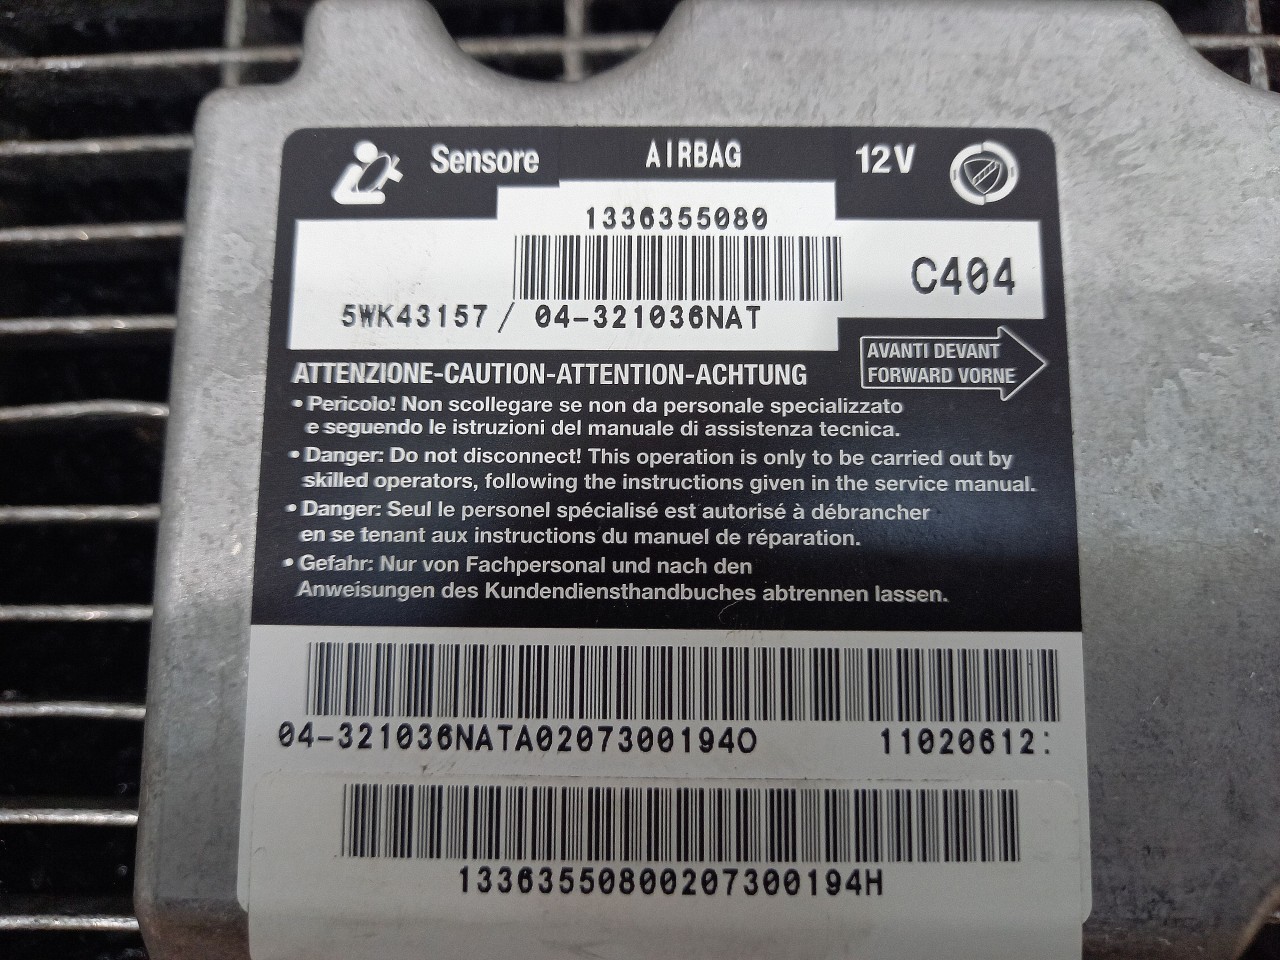 Sensore AIRBAG 12V
1336355080
C404
5WK43157 / 04-321036NAT
AVANTI DEVANT
FORWARD VORNE
ATTENZIONE-CAUTION-ATTENTION-ACHTUNG
• Pericolo! Non scollegare se non da personale specializzato
e seguendo le istruzioni del manuale di assistenza tecnica.
• Danger: Do not disconnect! This operation is only to be carried out by
skilled operators, following the instructions given in the service manual.
• Danger: Seul le personel spécialisé est autorisé à débrancher
en se tenant aux instructions du manuel de réparation.
• Gefahr: Nur von Fachpersonal und nach den
Anweisungen des Kundendiensthandbuches abtrennen lassen.
04-321036NATA0207300194O 11020612:
13363550800207300194H